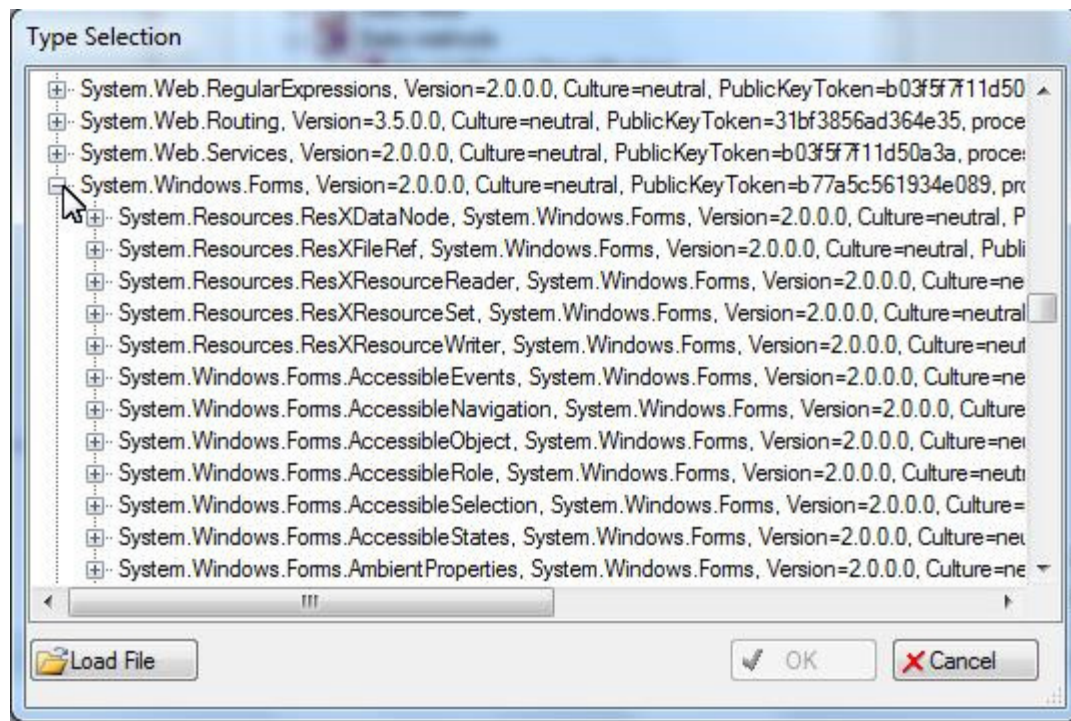 Type Selection
System.Web.RegularExpressions, Version=2.0.0.0, Culture=neutral, PublicKeyToken=b03f5f7f11d50
System.Web.Routing, Version=3.5.0.0, Culture=neutral, PublicKeyToken=31bf3856ad364e35, proce
System.Web.Services, Version=2.0.0.0, Culture=neutral, PublicKeyToken=b03f5f7f11d50a3a, proce
System.Windows.Forms, Version=2.0.0.0, Culture=neutral, PublicKeyToken=b77a5c561934e089, pro
System.Resources.ResXDataNode, System.Windows.Forms, Version=2.0.0.0, Culture=neutral, P
System.Resources.ResXFileRef, System.Windows.Forms, Version=2.0.0.0, Culture=neutral, Publi
System.Resources.ResXResourceReader, System.Windows.Forms, Version=2.0.0.0, Culture=ne
System.Resources.ResXResourceSet, System.Windows.Forms, Version=2.0.0.0, Culture=neutral
System.Resources.ResXResourceWriter, System.Windows.Forms, Version=2.0.0.0, Culture=neut
System.Windows.Forms.AccessibleEvents, System.Windows.Forms, Version=2.0.0.0, Culture=ne
System.Windows.Forms.AccessibleNavigation, System.Windows.Forms, Version=2.0.0.0, Culture
System.Windows.Forms.AccessibleObject, System.Windows.Forms, Version=2.0.0.0, Culture=neu
System.Windows.Forms.AccessibleRole, System.Windows.Forms, Version=2.0.0.0, Culture=neutr
System.Windows.Forms.AccessibleSelection, System.Windows.Forms, Version=2.0.0.0, Culture=
System.Windows.Forms.AccessibleStates, System.Windows.Forms, Version=2.0.0.0, Culture=neu
System.Windows.Forms.AmbientProperties, System.Windows.Forms, Version=2.0.0.0, Culture=ne
Load File
OK
Cancel